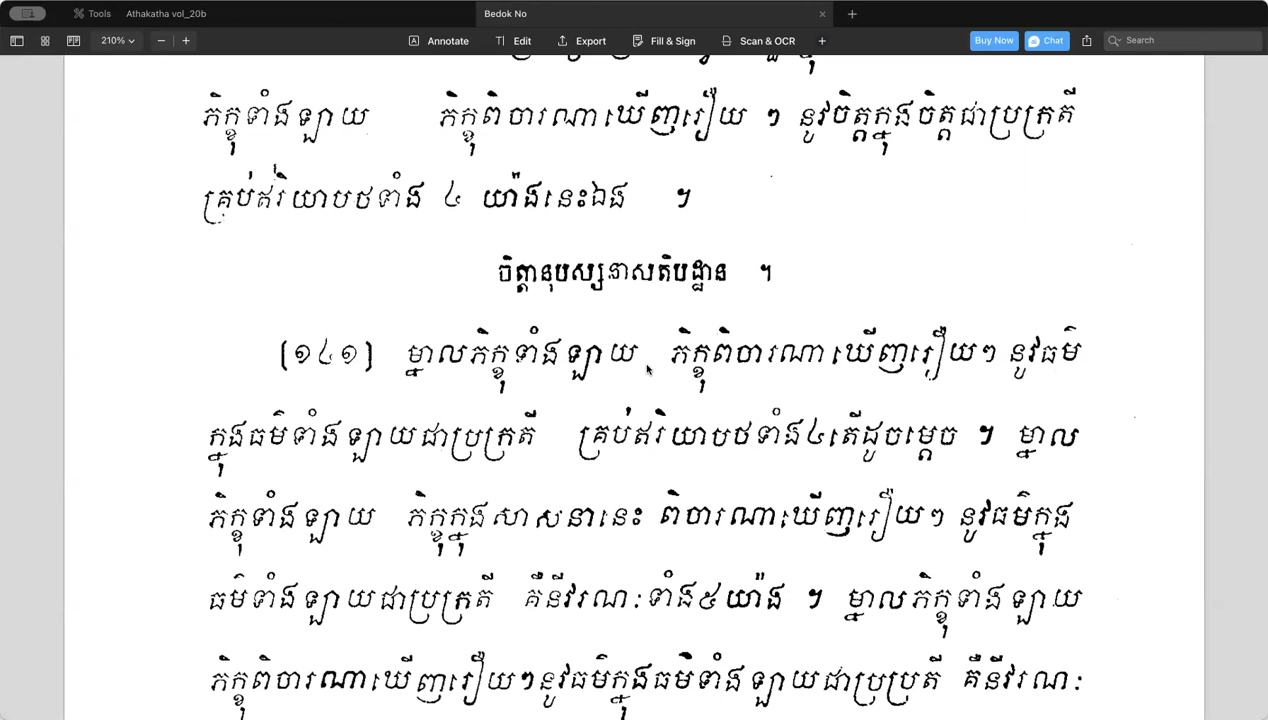 Tools
Athakatha vol_20b
Bedok No
210%
Annotate
Edit
Export
Fill & Sign
Scan & OCR
Buy Now
Chat
Search
ភិក្ខុទាំងឡាយ ភិក្ខុពិចារណាឃើញរឿយ ៗ នូវចិត្តក្នុងចិត្តជាប្រក្រតី
គ្រប់ឥរិយាបថទាំង ៤ យ៉ាងនេះឯង ។
ចិត្តានុបស្សនាសតិបដ្ឋាន ។
[១៤១] ម្នាលភិក្ខុទាំងឡាយ ភិក្ខុពិចារណាឃើញរឿយៗ នូវធម៌
ក្នុងធម៌ទាំងឡាយជាប្រក្រតី គ្រប់ឥរិយាបថទាំង៤តើដូចម្តេច ។ ម្នាល
ភិក្ខុទាំងឡាយ ភិក្ខុក្នុងសាសនានេះ ពិចារណាឃើញរឿយៗ នូវធម៌ក្នុង
ធម៌ទាំងឡាយជាប្រក្រតី គឺនីវរណៈទាំង៥យ៉ាង ។ ម្នាលភិក្ខុទាំងឡាយ
ភិក្ខុពិចារណាឃើញរឿយៗនូវធម៌ក្នុងធម៌ទាំងឡាយជាប្រប្រតី គឺនីវរណៈ